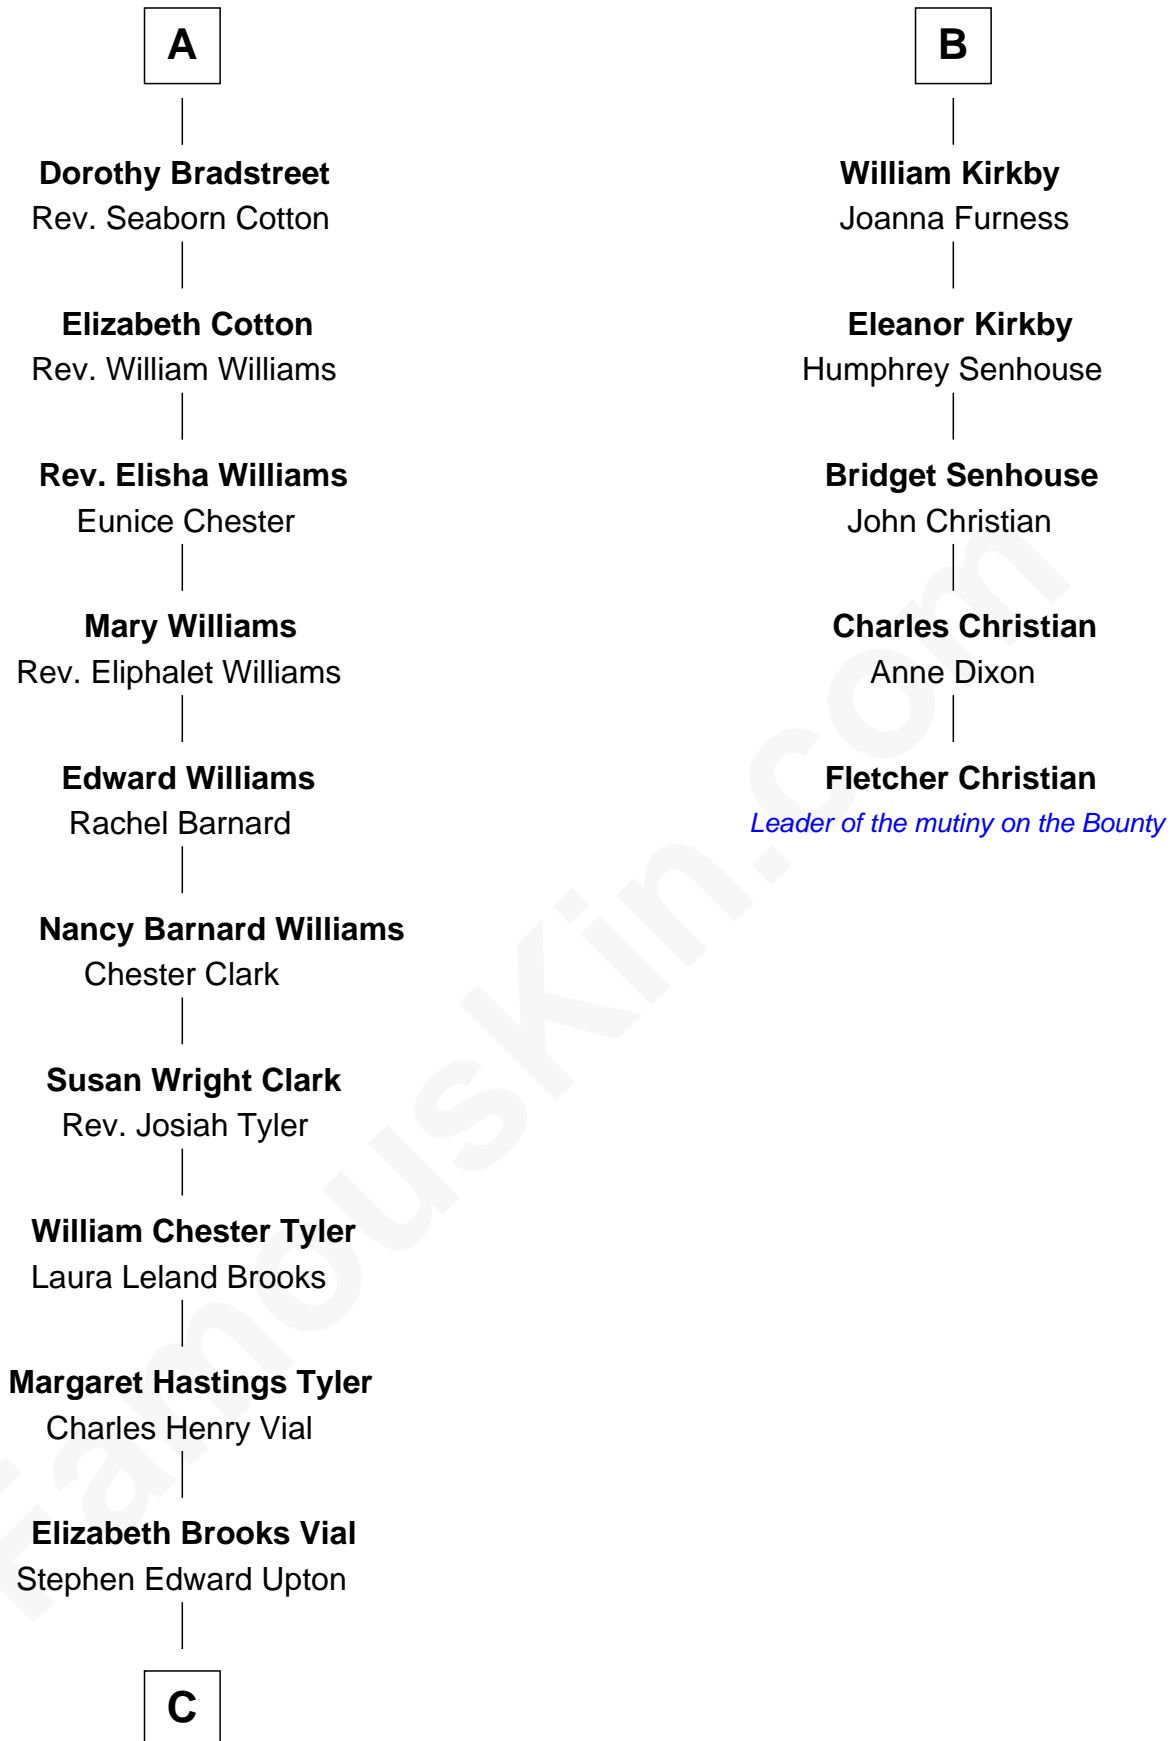 A
Dorothy Bradstreet
Rev. Seaborn Cotton
Elizabeth Cotton
Rev. William Williams
Rev. Elisha Williams
Eunice Chester
Mary Williams
Rev. Eliphalet Williams
Edward Williams
Rachel Barnard
Nancy Barnard Williams
Chester Clark
Susan Wright Clark
Rev. Josiah Tyler
William Chester Tyler
Laura Leland Brooks
Margaret Hastings Tyler
Charles Henry Vial
Elizabeth Brooks Vial
Stephen Edward Upton
C
B
William Kirkby
Joanna Furness
Eleanor Kirkby
Humphrey Senhouse
Bridget Senhouse
John Christian
Charles Christian
Anne Dixon
Fletcher Christian
Leader of the mutiny on the Bounty
FamousKin.com